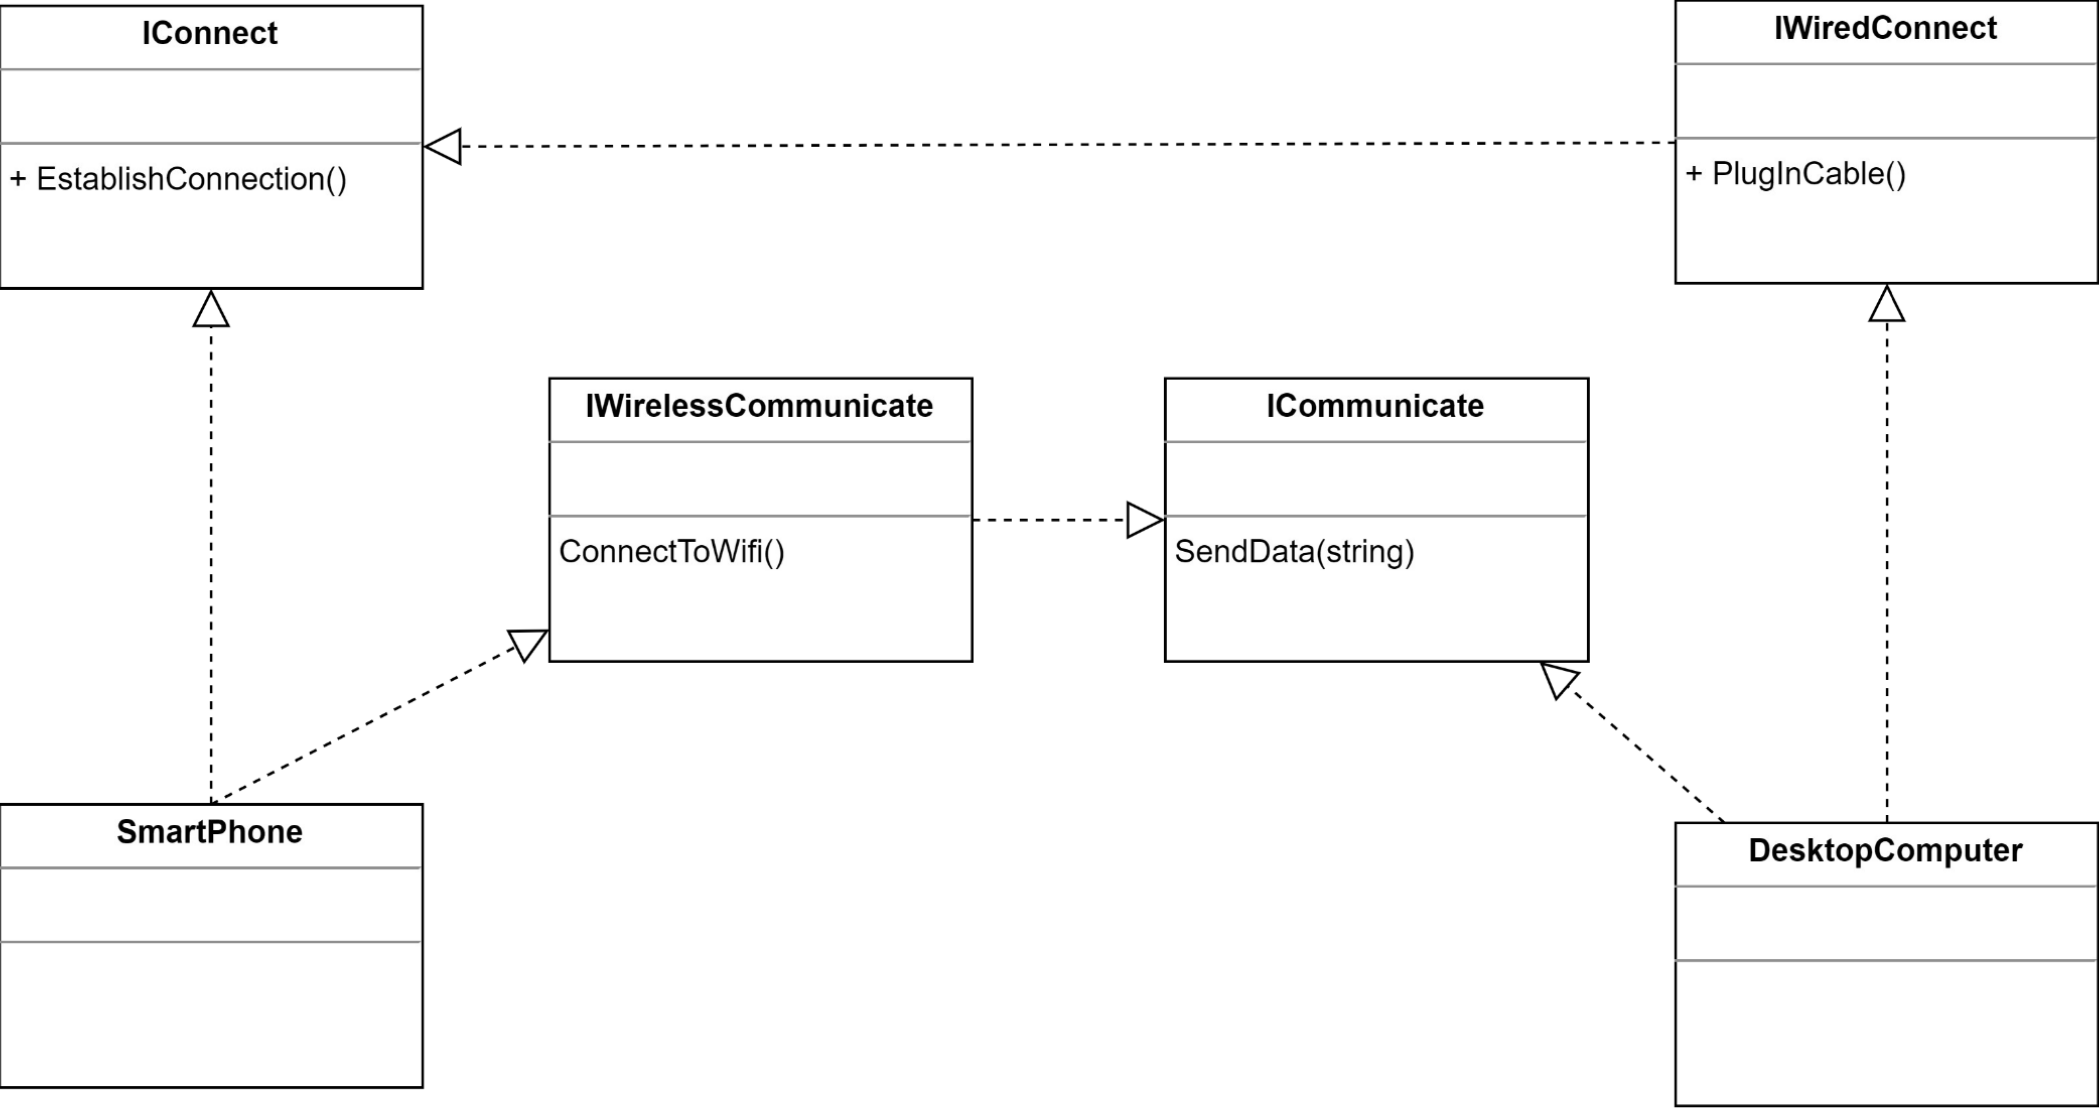 IConnect
+ EstablishConnection()
IWiredConnect
+ PlugInCable()
IWirelessCommunicate
ConnectToWifi()
ICommunicate
SendData(string)
SmartPhone
DesktopComputer